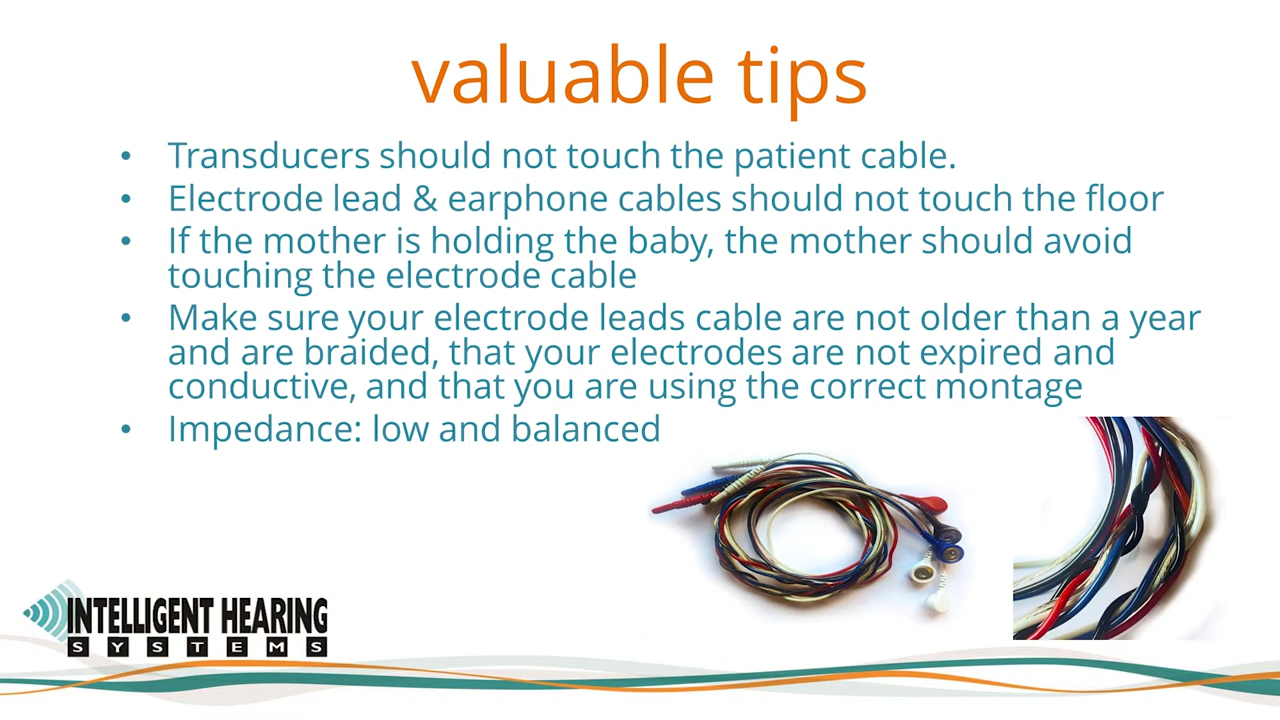 valuable tips
• Transducers should not touch the patient cable.
• Electrode lead & earphone cables should not touch the floor
• If the mother is holding the baby, the mother should avoid
touching the electrode cable
• Make sure your electrode leads cable are not older than a year
and are braided, that your electrodes are not expired and
conductive, and that you are using the correct montage
• Impedance: low and balanced
INTELLIGENT HEARING
SYSTEMS